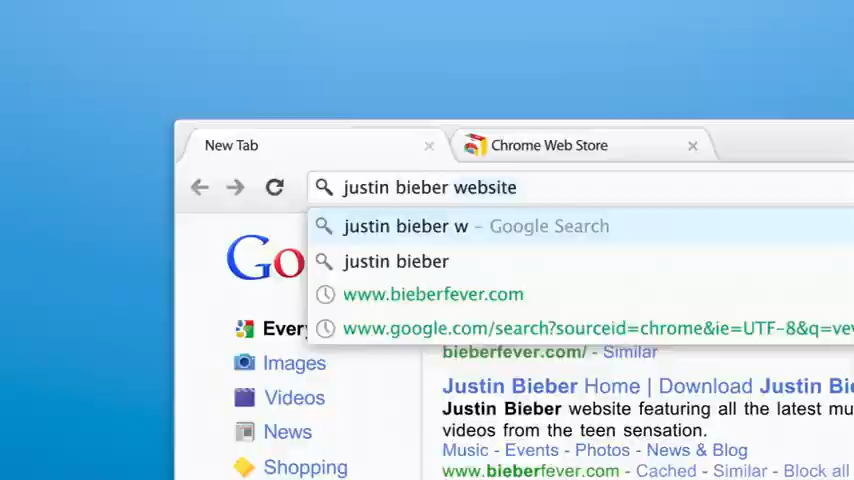 New Tab
Chrome Web Store
justin bieber website
justin bieber w - Google Search
justin bieber
www.bieberfever.com
www.google.com/search?sourceid=chrome&ie=UTF-8&q=vev
Go
Every
bieberfever.com/ - Similar
Images
Justin Bieber Home | Download Justin Bie
Videos
Justin Bieber website featuring all the latest mu
videos from the teen sensation.
News
Music - Events - Photos - News & Blog
Shopping
www.bieberfever.com - Cached - Similar - Block all